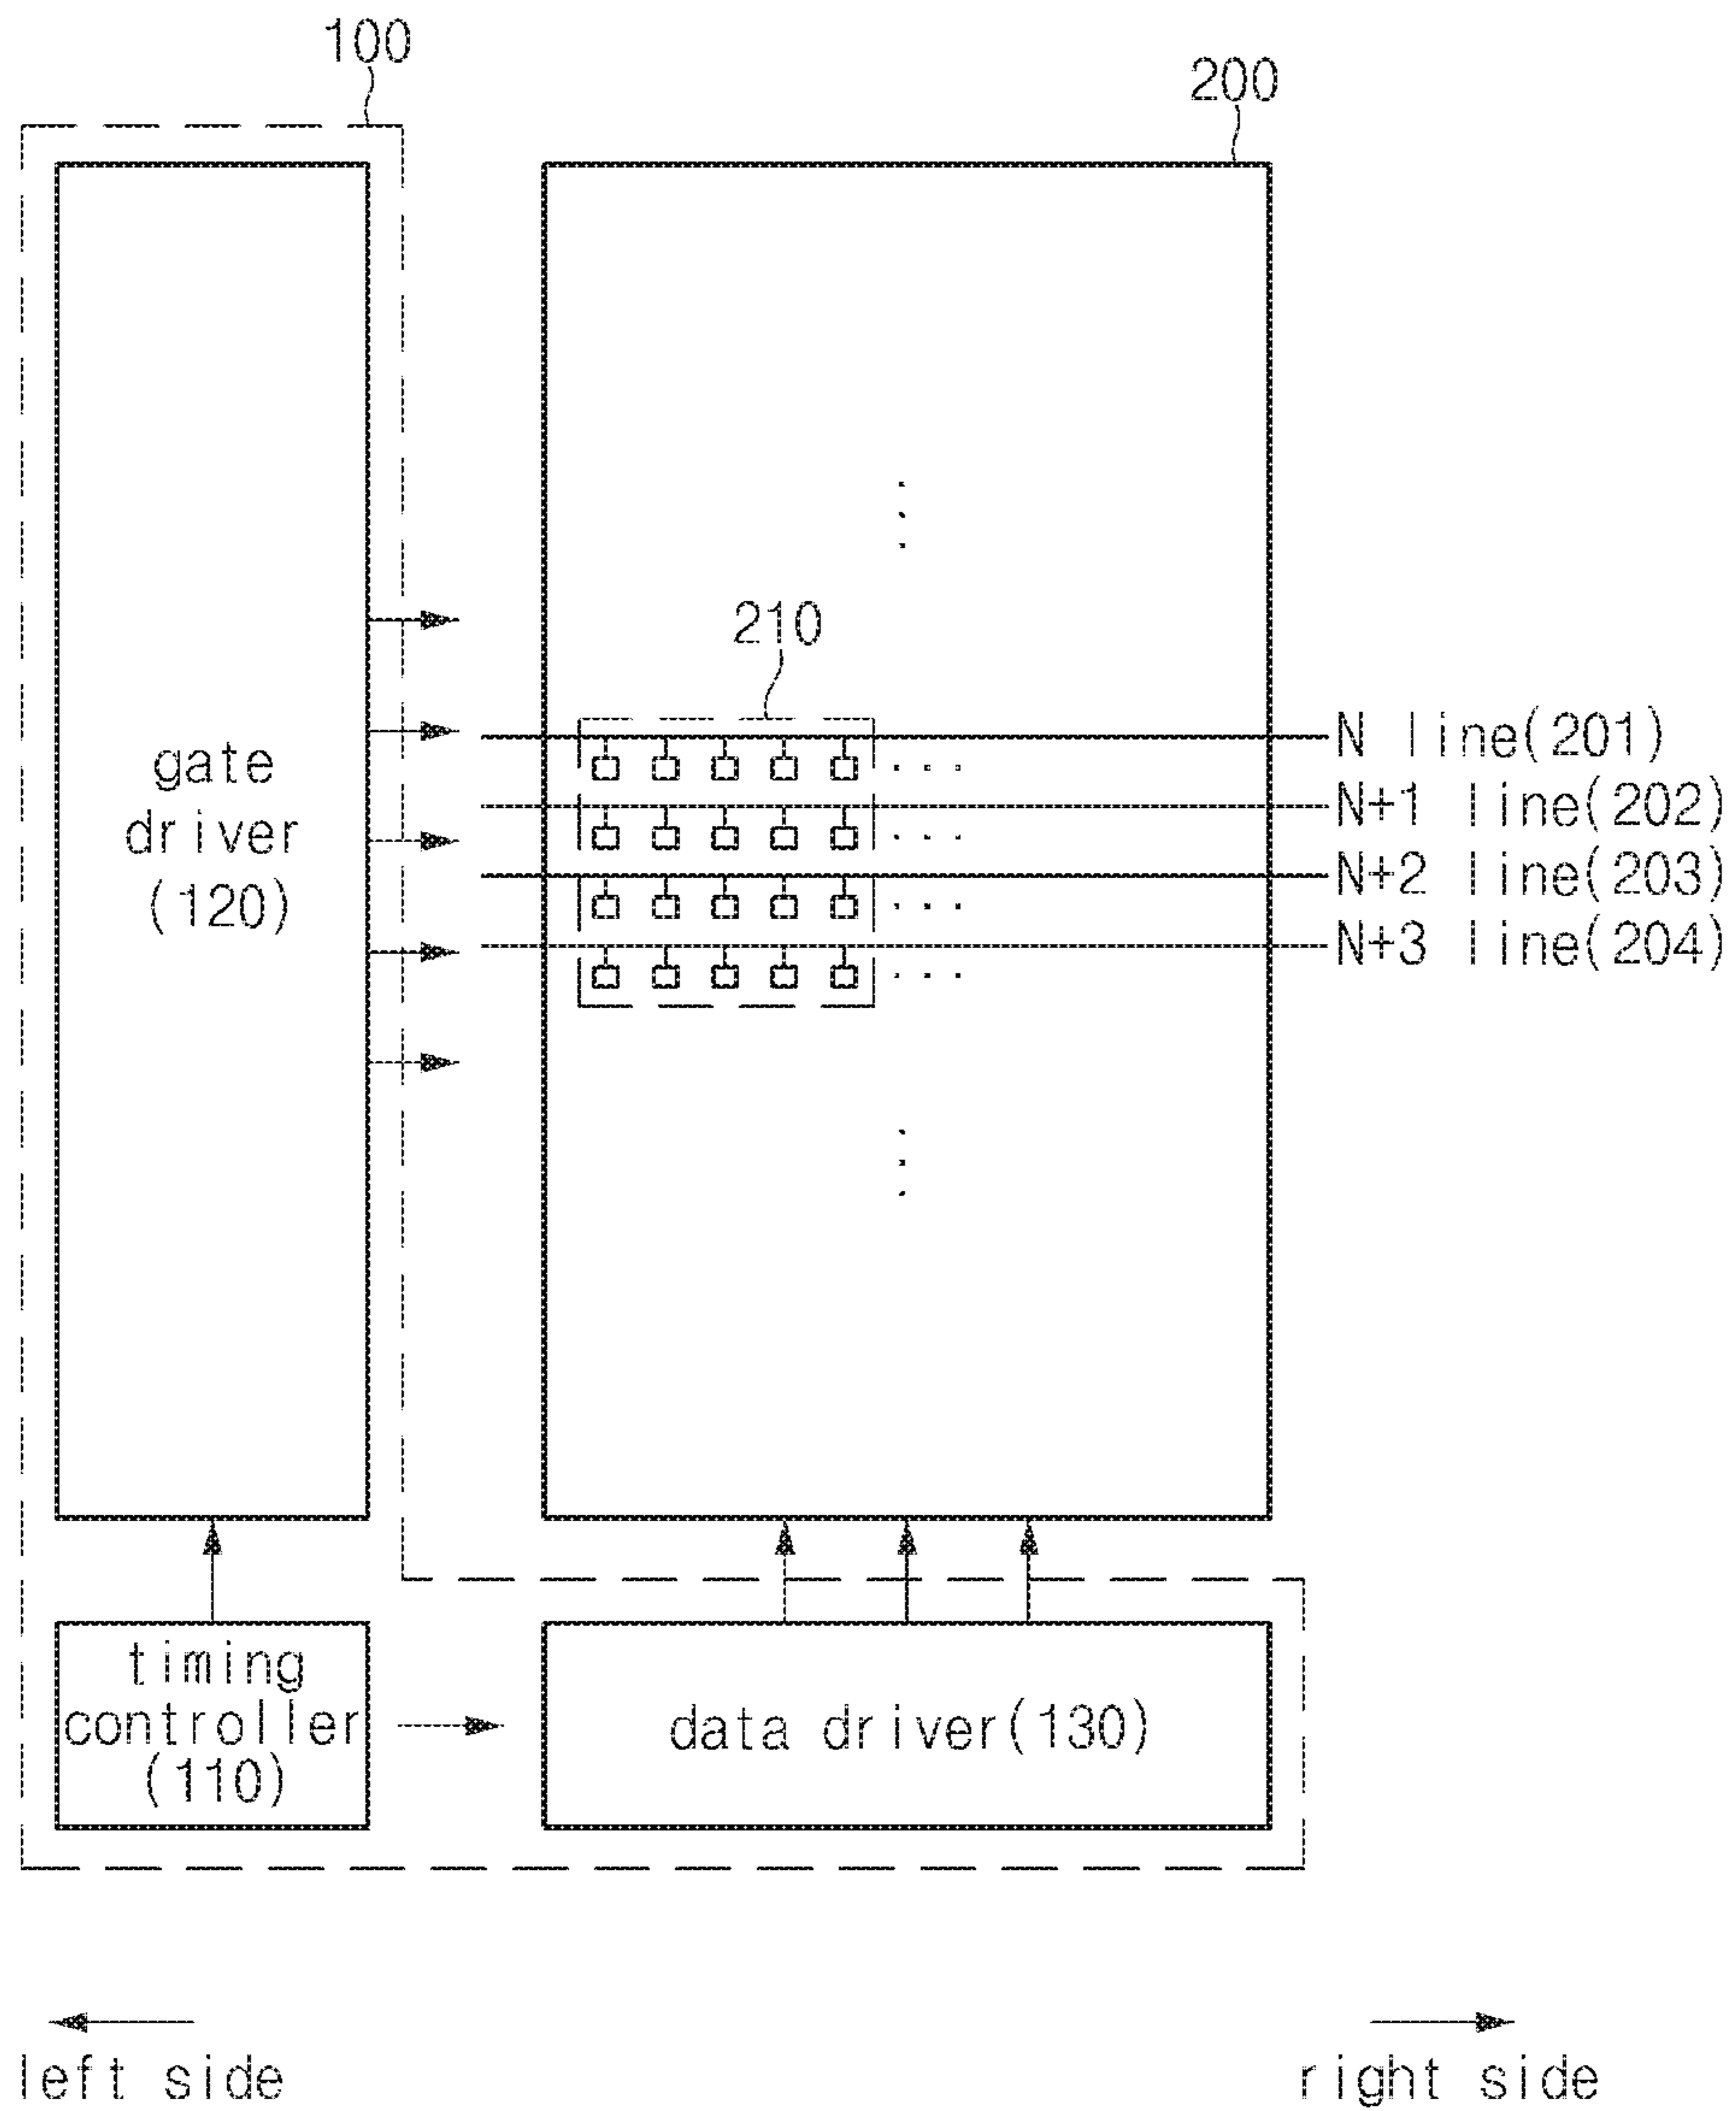 100
200
210
gate
driver
(120)
N line(201)
N+1 line(202)
N+2 line(203)
N+3 line(204)
timing
controller
(110)
data driver(130)
left side
right side